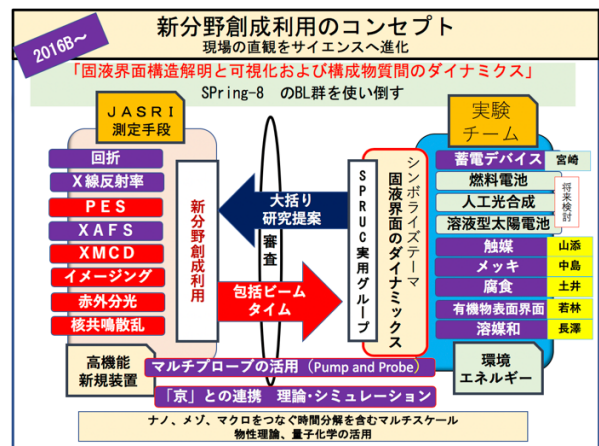 2016B～
新分野創成利用のコンセプト
現場の直観をサイエンスへ進化
「固液界面構造解明と可視化および構成物質間のダイナミクス」
SPring-8 のBL群を使い倒す
JASRI
測定手段
回折
X線反射率
PES
XAFS
XMCD
イメージング
赤外分光
核共鳴散乱
高機能
新規装置
新分野創成利用
大括り
研究提案
審査
包括ビーム
タイム
SPRUC実用グループ
シンボライズテーマ
固液界面のダイナミックス
実験
チーム
蓄電デバイス 宮崎
燃料電池
人工光合成
溶液型太陽電池
将来検討
触媒 山添
メッキ 中島
腐食 土井
有機物表面界面 若林
溶媒和 長澤
環境
エネルギー
マルチプローブの活用（Pump and Probe）
「京」との連携 理論・シミュレーション
ナノ、メゾ、マクロをつなぐ時間分解を含むマルチスケール
物性理論、量子化学の活用